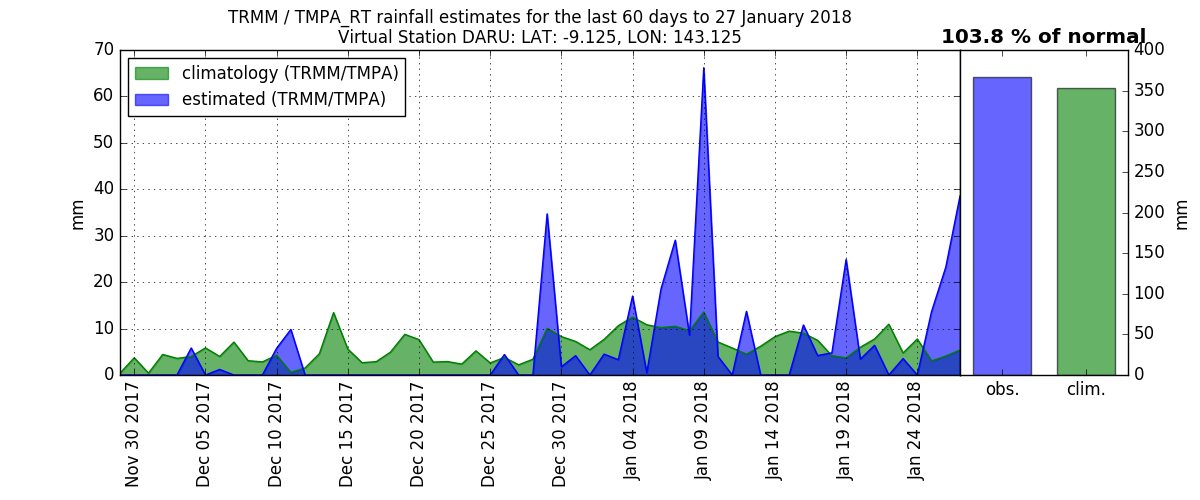 TRMM / TMPA_RT rainfall estimates for the last 60 days to 27 January 2018
Virtual Station DARU: LAT: -9.125, LON: 143.125
103.8 % of normal
climatology (TRMM/TMPA)
estimated (TRMM/TMPA)
mm
70
60
50
40
30
20
10
0
Nov 30 2017
Dec 05 2017
Dec 10 2017
Dec 15 2017
Dec 20 2017
Dec 25 2017
Dec 30 2017
Jan 04 2018
Jan 09 2018
Jan 14 2018
Jan 19 2018
Jan 24 2018
400
350
300
250
200
150
100
50
0
mm
obs.
clim.